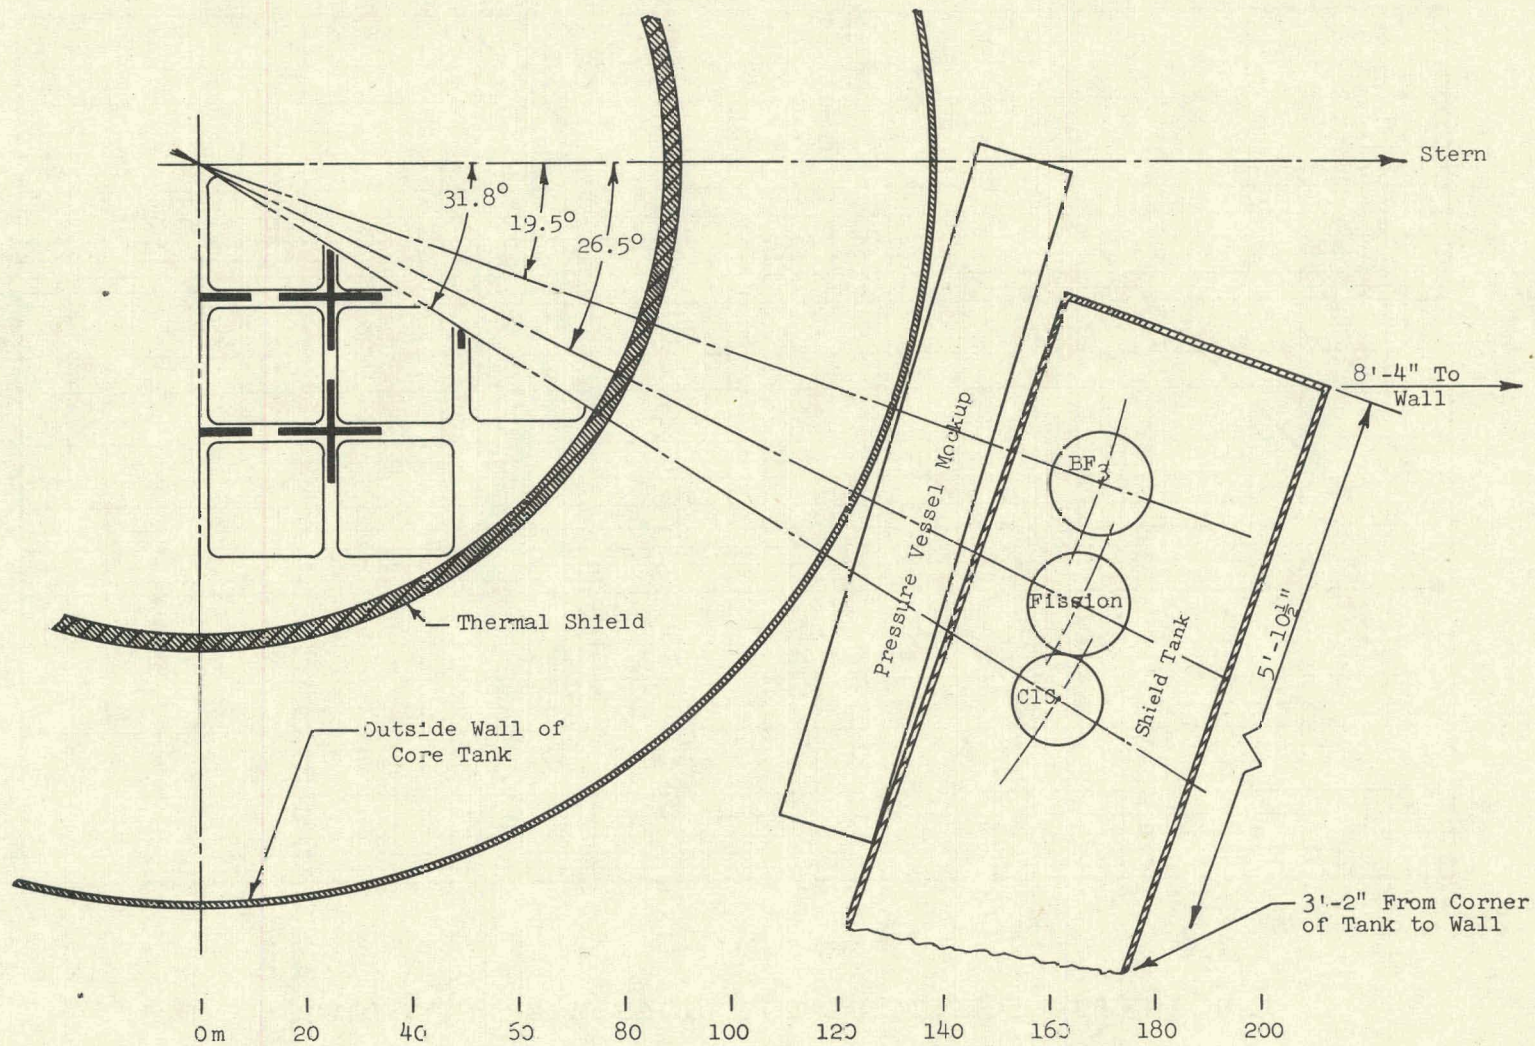 Stern
31.8°
19.5°
26.5°
8'-4" To
Wall
Pressure Vessel Mockup
BF3
Fission
CIS
Shield Tank
5'-10½"
Thermal Shield
Outside Wall of
Core Tank
3'-2" From Corner
of Tank to Wall
0m 20 40 60 80 100 120 140 160 180 200